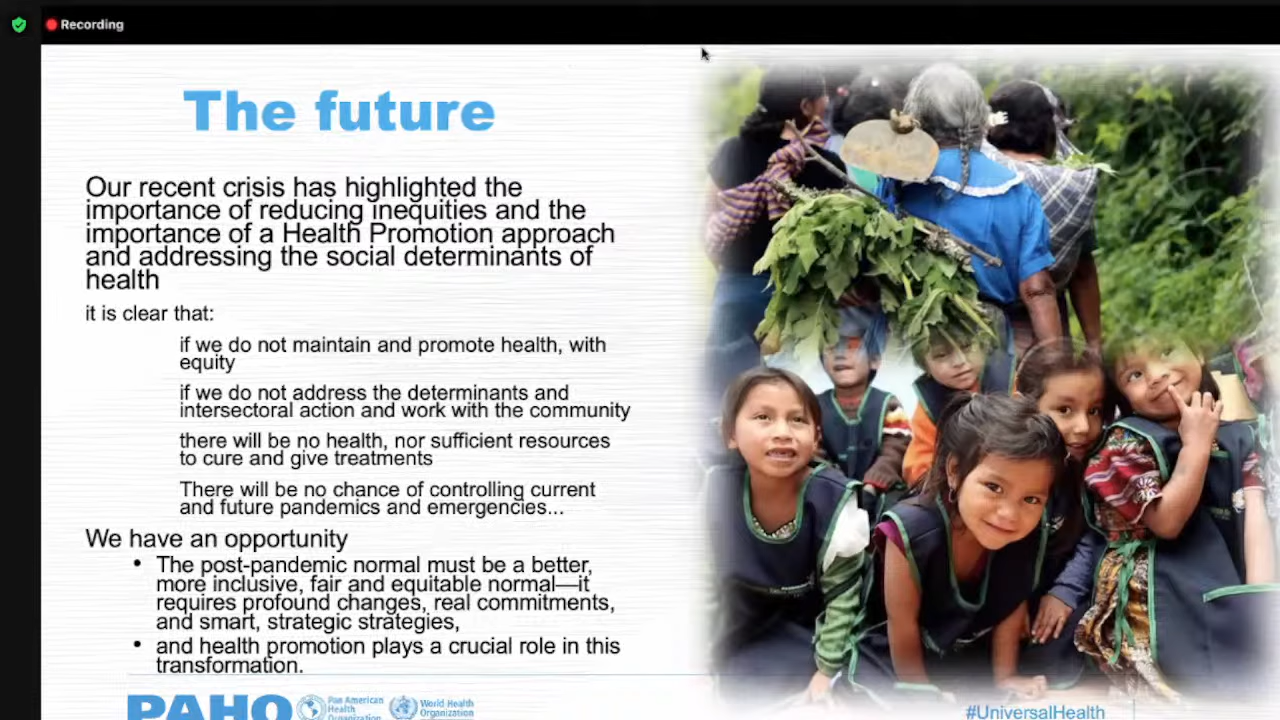 Recording
The future
Our recent crisis has highlighted the
importance of reducing inequities and the
importance of a Health Promotion approach
and addressing the social determinants of
health
it is clear that:
if we do not maintain and promote health, with
equity
if we do not address the determinants and
intersectoral action and work with the community
there will be no health, nor sufficient resources
to cure and give treatments
There will be no chance of controlling current
and future pandemics and emergencies...
We have an opportunity
• The post-pandemic normal must be a better,
more inclusive, fair and equitable normal—it
requires profound changes, real commitments,
and smart, strategic strategies,
• and health promotion plays a crucial role in this
transformation.
PAHO
Pan American
Health
Organization
World Health
Organization
#UniversalHealth